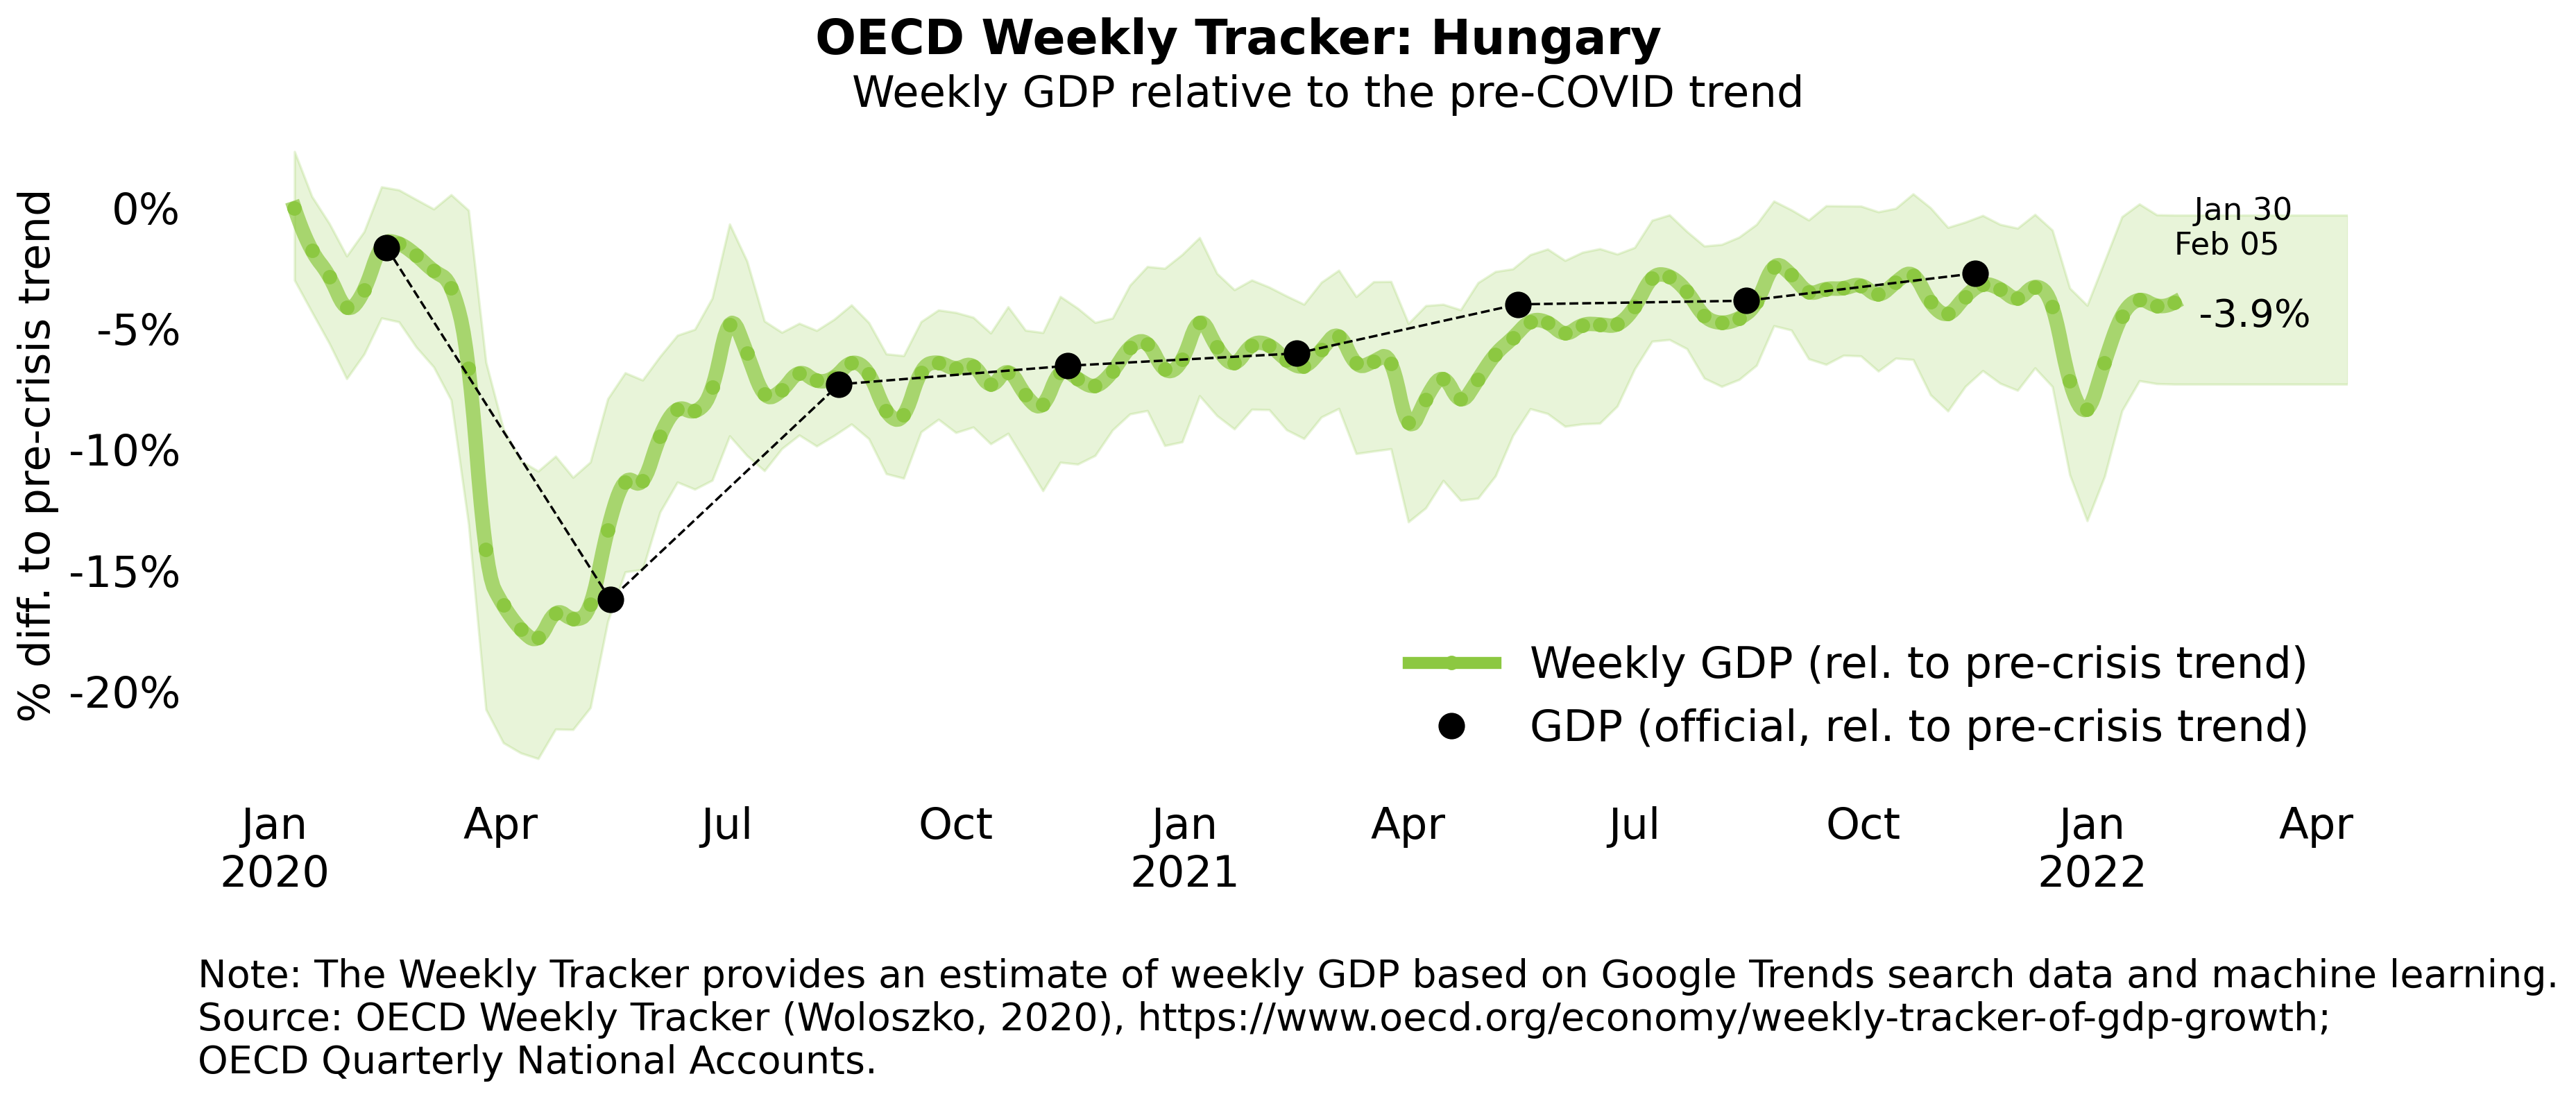 OECD Weekly Tracker: Hungary
Weekly GDP relative to the pre-COVID trend
% diff. to pre-crisis trend
0%
-5%
-10%
-15%
-20%
Jan 30
Feb 05
-3.9%
Weekly GDP (rel. to pre-crisis trend)
GDP (official, rel. to pre-crisis trend)
Jan Apr Jul Oct Jan Apr Jul Oct Jan Apr
2020 2021 2022
Note: The Weekly Tracker provides an estimate of weekly GDP based on Google Trends search data and machine learning.
Source: OECD Weekly Tracker (Woloszko, 2020), https://www.oecd.org/economy/weekly-tracker-of-gdp-growth;
OECD Quarterly National Accounts.